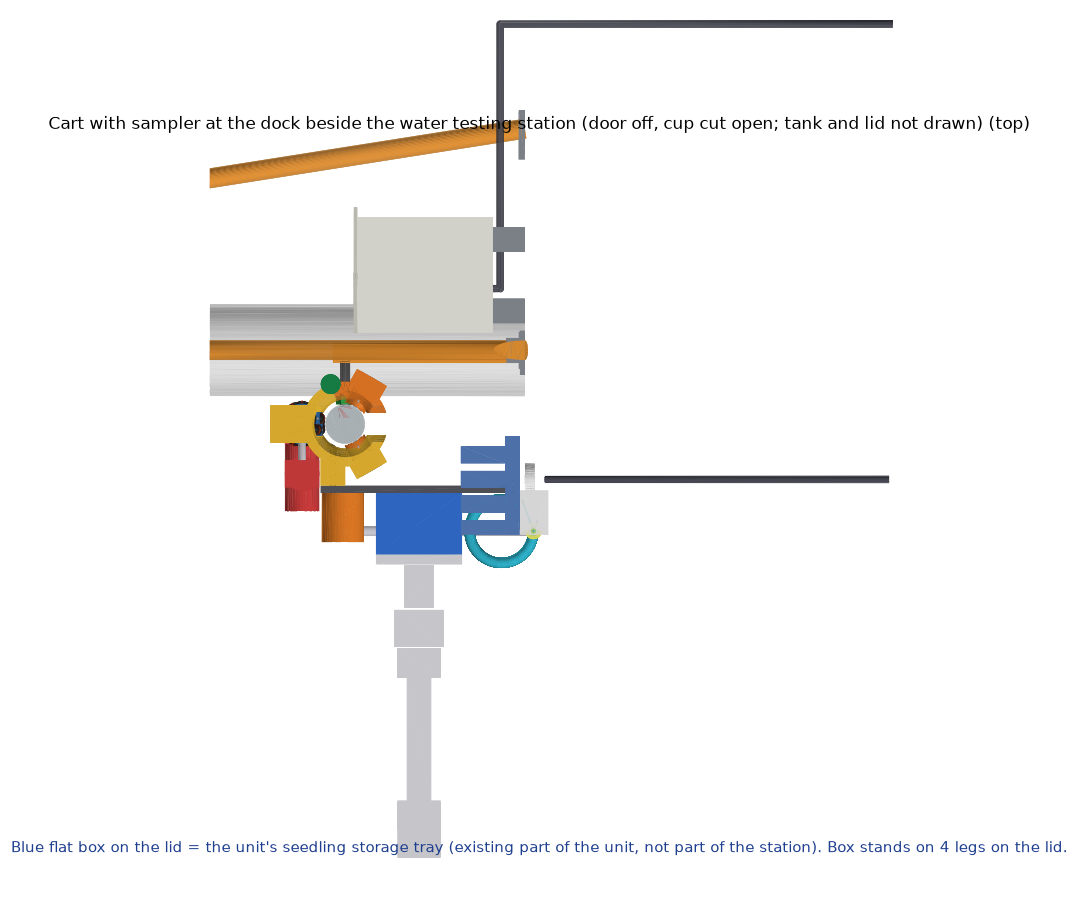 Cart with sampler at the dock beside the water testing station (door off, cup cut open; tank and lid not drawn) (top)
Blue flat box on the lid = the unit's seedling storage tray (existing part of the unit, not part of the station). Box stands on 4 legs on the lid.